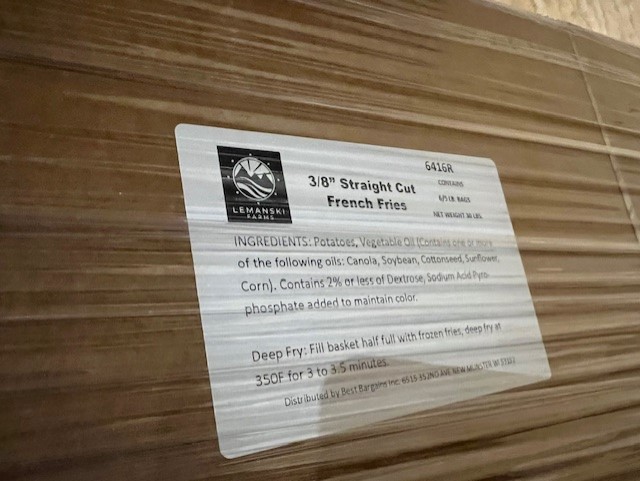 LEMANSKI
FARMS
3/8" Straight Cut
French Fries
6416R
CONTAINS
6/5 LB. BAGS
NET WEIGHT 30 LBS.
INGREDIENTS: Potatoes, Vegetable Oil (Contains one or more
of the following oils: Canola, Soybean, Cottonseed, Sunflower,
Corn). Contains 2% or less of Dextrose, Sodium Acid Pyro-
phosphate added to maintain color.
Deep Fry: Fill basket half full with frozen fries, deep fry at
350F for 3 to 3.5 minutes.
Distributed by Best Bargains Inc. 6515 352ND AVE NEW MUNSTER WI 53152